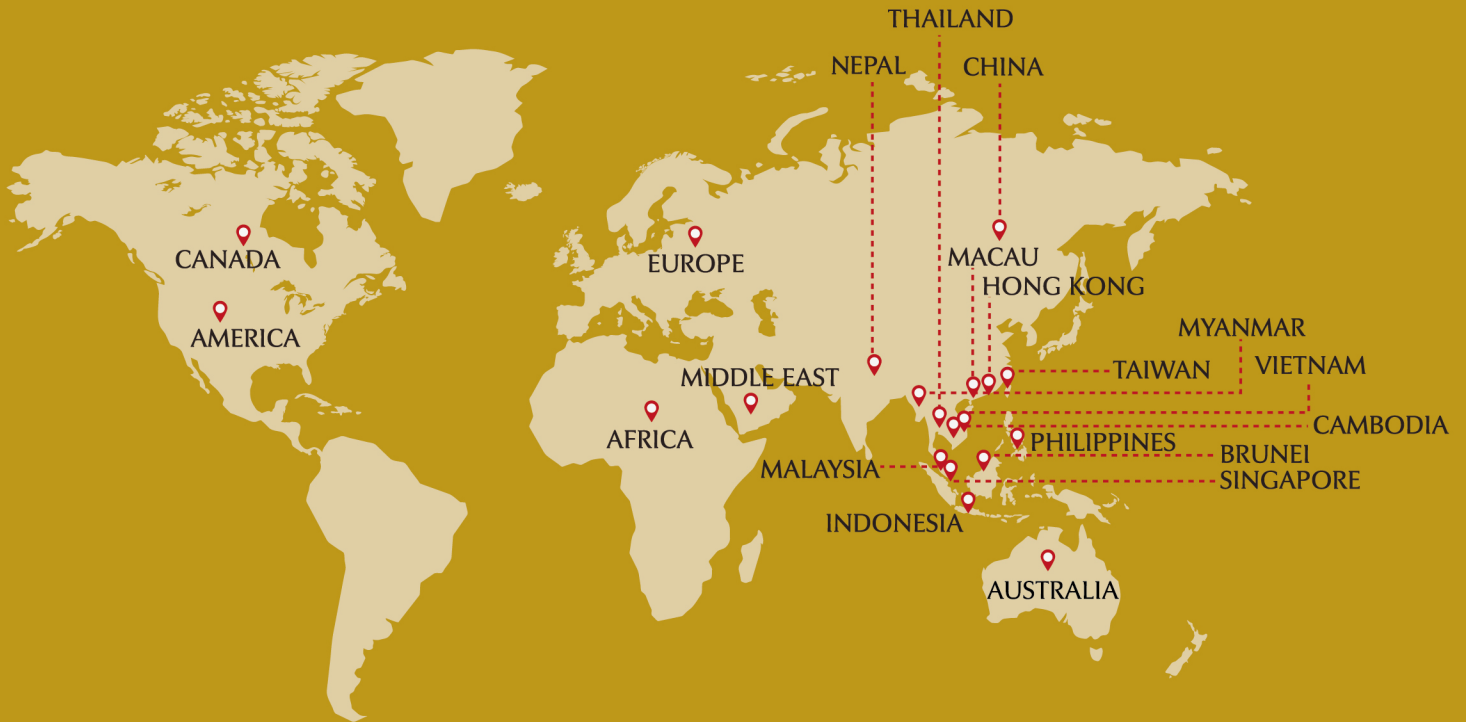 THAILAND
NEPAL
CHINA
CANADA
EUROPE
MACAU
HONG KONG
AMERICA
MYANMAR
TAIWAN
VIETNAM
MIDDLE EAST
AFRICA
CAMBODIA
PHILIPPINES
BRUNEI
MALAYSIA
SINGAPORE
INDONESIA
AUSTRALIA